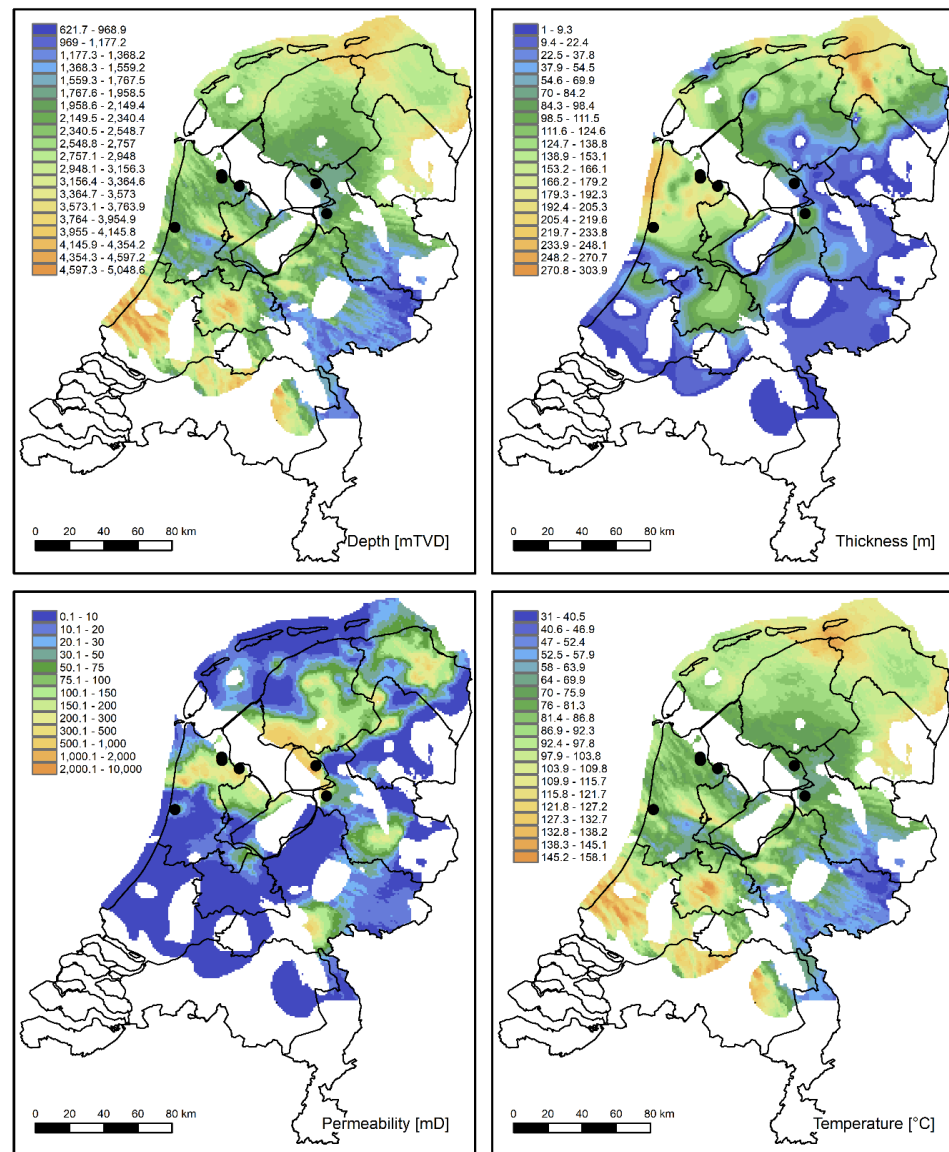 621.7 - 968.9
969 - 1,177.2
1,177.3 - 1,368.2
1,368.3 - 1,559.2
1,559.3 - 1,767.5
1,767.6 - 1,958.5
1,958.6 - 2,149.4
2,149.5 - 2,340.4
2,340.5 - 2,548.7
2,548.8 - 2,757
2,757.1 - 2,948
2,948.1 - 3,156.3
3,156.4 - 3,364.6
3,364.7 - 3,573
3,573.1 - 3,763.9
3,764 - 3,954.9
3,955 - 4,145.8
4,145.9 - 4,354.2
4,354.3 - 4,597.2
4,597.3 - 5,048.6
0 20 40 60 80 km
Depth [mTVD]
1 - 9.3
9.4 - 22.4
22.5 - 37.8
37.9 - 54.5
54.6 - 69.9
70 - 84.2
84.3 - 98.4
98.5 - 111.5
111.6 - 124.6
124.7 - 138.8
138.9 - 153.1
153.2 - 166.1
166.2 - 179.2
179.3 - 192.3
192.4 - 205.3
205.4 - 219.6
219.7 - 233.8
233.9 - 248.1
248.2 - 270.7
270.8 - 303.9
0 20 40 60 80 km
Thickness [m]
0.1 - 10
10.1 - 20
20.1 - 30
30.1 - 50
50.1 - 75
75.1 - 100
100.1 - 150
150.1 - 200
200.1 - 300
300.1 - 500
500.1 - 1,000
1,000.1 - 2,000
2,000.1 - 10,000
0 20 40 60 80 km
Permeability [mD]
31 - 40.5
40.6 - 46.9
47 - 52.4
52.5 - 57.9
58 - 63.9
64 - 69.9
70 - 75.9
76 - 81.3
81.4 - 86.8
86.9 - 92.3
92.4 - 97.8
97.9 - 103.8
103.9 - 109.8
109.9 - 115.7
115.8 - 121.7
121.8 - 127.2
127.3 - 132.7
132.8 - 138.2
138.3 - 145.1
145.2 - 158.1
0 20 40 60 80 km
Temperature [°C]